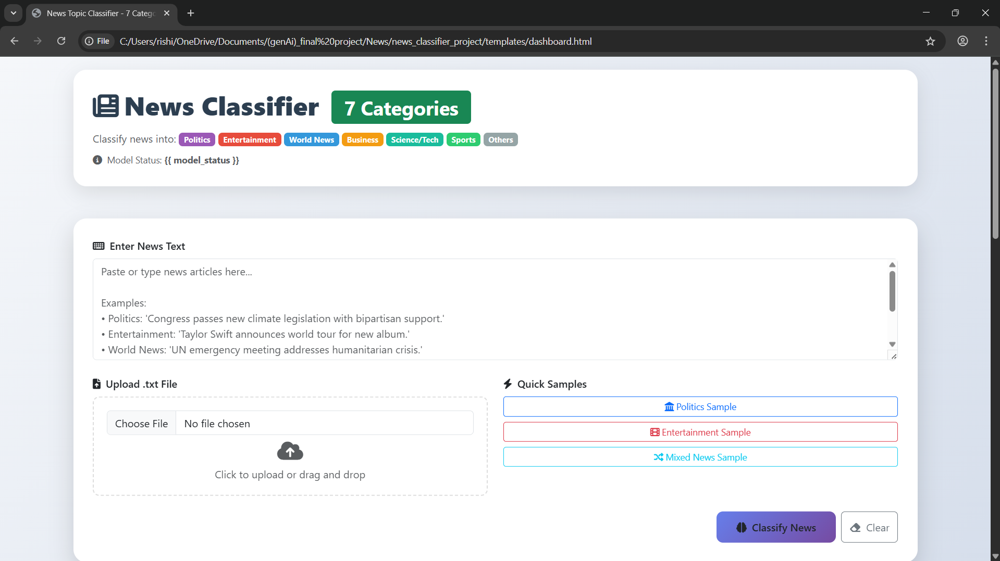 News Topic Classifier - 7 Catego
File
C:/Users/rishi/OneDrive/Documents/(genAi)_final%20project/News/news_classifier_project/templates/dashboard.html
News Classifier
7 Categories
Classify news into: Politics Entertainment World News Business Science/Tech Sports Others
Model Status: {{ model_status }}
Enter News Text
Paste or type news articles here...
Examples:
• Politics: 'Congress passes new climate legislation with bipartisan support.'
• Entertainment: 'Taylor Swift announces world tour for new album.'
• World News: 'UN emergency meeting addresses humanitarian crisis.'
Upload .txt File
Choose File No file chosen
Click to upload or drag and drop
Quick Samples
Politics Sample
Entertainment Sample
Mixed News Sample
Classify News
Clear